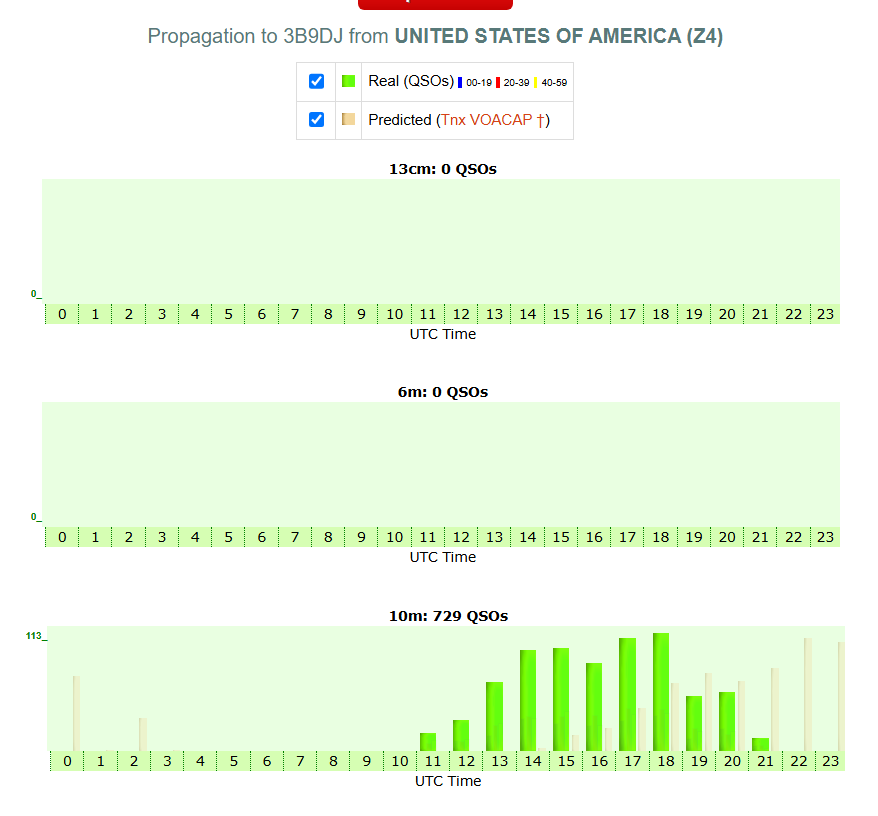 Propagation to 3B9DJ from UNITED STATES OF AMERICA (Z4)
Real (QSOs) 00-19 20-39 40-59
Predicted (Tnx VOACAP †)
13cm: 0 QSOs
0_
0 1 2 3 4 5 6 7 8 9 10 11 12 13 14 15 16 17 18 19 20 21 22 23
UTC Time
6m: 0 QSOs
0_
0 1 2 3 4 5 6 7 8 9 10 11 12 13 14 15 16 17 18 19 20 21 22 23
UTC Time
10m: 729 QSOs
113_
0 1 2 3 4 5 6 7 8 9 10 11 12 13 14 15 16 17 18 19 20 21 22 23
UTC Time